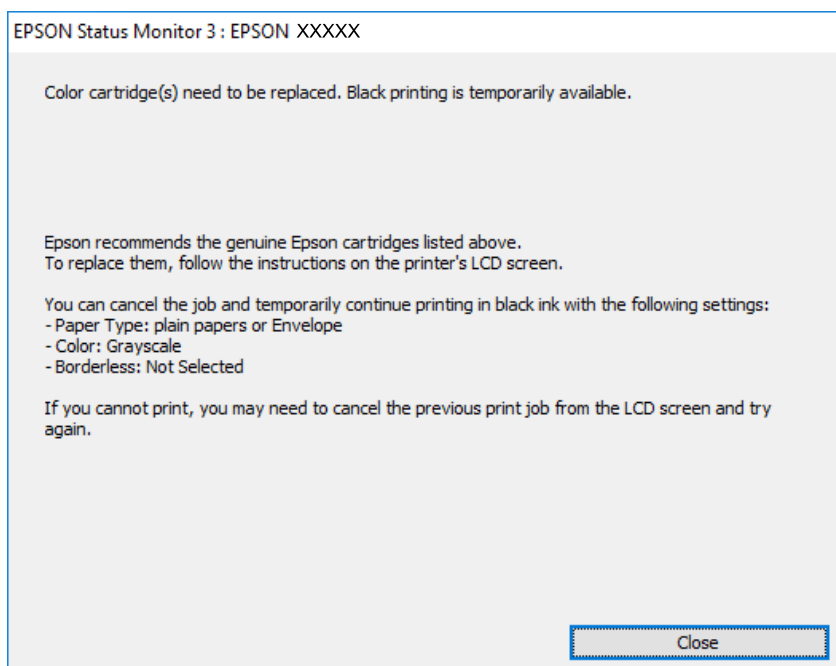 EPSON Status Monitor 3 : EPSON XXXXX
Color cartridge(s) need to be replaced. Black printing is temporarily available.
Epson recommends the genuine Epson cartridges listed above.
To replace them, follow the instructions on the printer's LCD screen.
You can cancel the job and temporarily continue printing in black ink with the following settings:
- Paper Type: plain papers or Envelope
- Color: Grayscale
- Borderless: Not Selected
If you cannot print, you may need to cancel the previous print job from the LCD screen and try
again.
Close